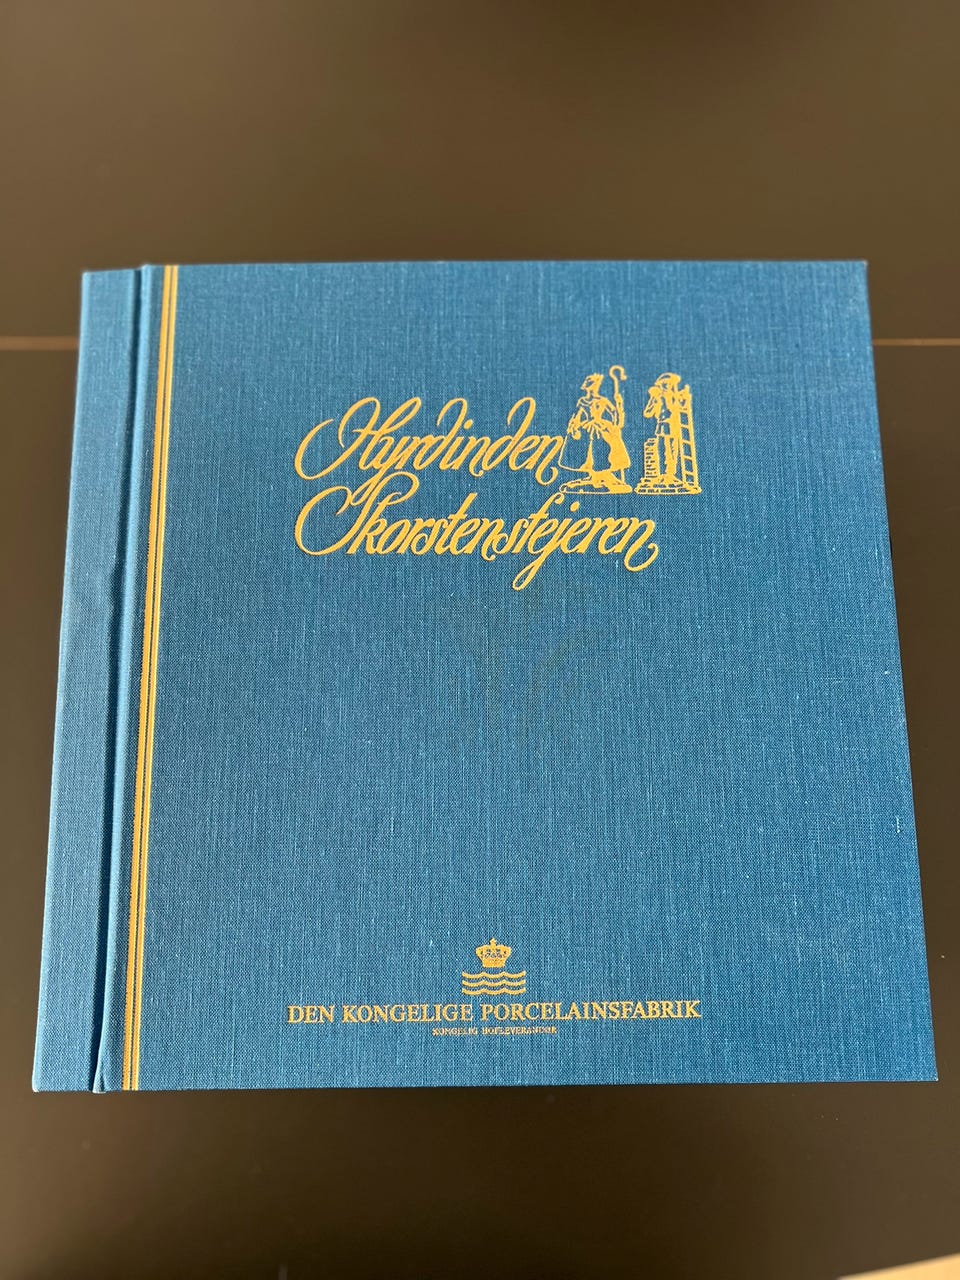 Hyrdinden
Skorstensfejeren
DEN KONGELIGE PORCELAINSFABRIK
KONGELIG HOFLEVERANDØR